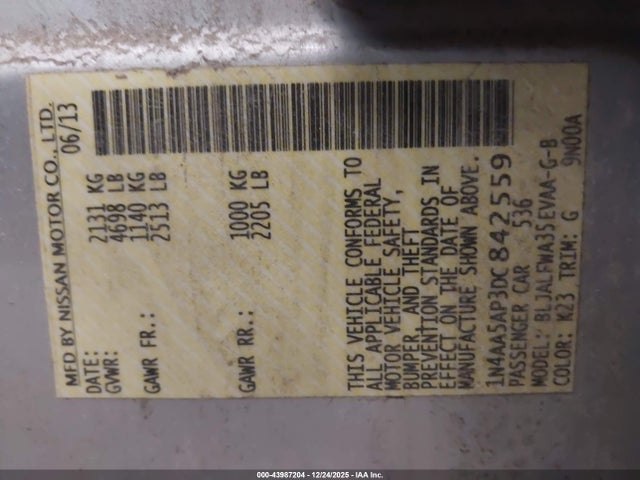 MFD BY NISSAN MOTOR CO., LTD.
DATE: 06/13
GVWR: 2131 KG
4698 LB
GAWR FR.: 1140 KG
2513 LB
GAWR RR.: 1000 KG
2205 LB
THIS VEHICLE CONFORMS TO
ALL APPLICABLE FEDERAL
MOTOR VEHICLE SAFETY,
BUMPER, AND THEFT
PREVENTION STANDARDS IN
EFFECT ON THE DATE OF
MANUFACTURE SHOWN ABOVE.
1N4AA5AP3DC842559
PASSENGER CAR 536
MODEL: BLJALFWA35EVAA-G-B
COLOR: K23 TRIM: G 9N00A
000-43987204 - 12/24/2025 - IAA Inc.